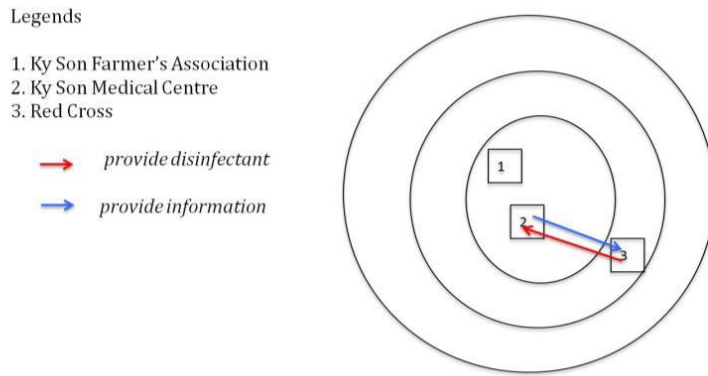 Legends
1. Ky Son Farmer's Association
2. Ky Son Medical Centre
3. Red Cross
provide disinfectant
provide information
1
2
3